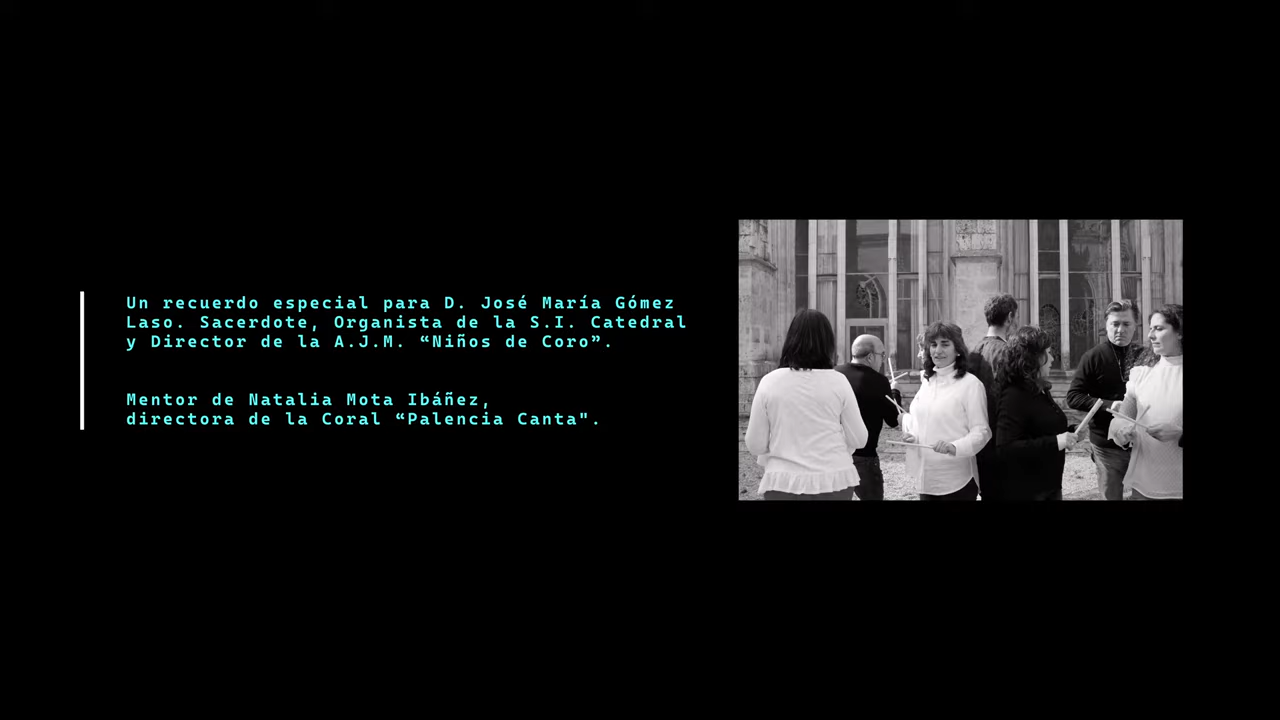 Un recuerdo especial para D. José María Gómez
Laso. Sacerdote, Organista de la S.I. Catedral
y Director de la A.J.M. “Niños de Coro”.
Mentor de Natalia Mota Ibáñez,
directora de la Coral “Palencia Canta".